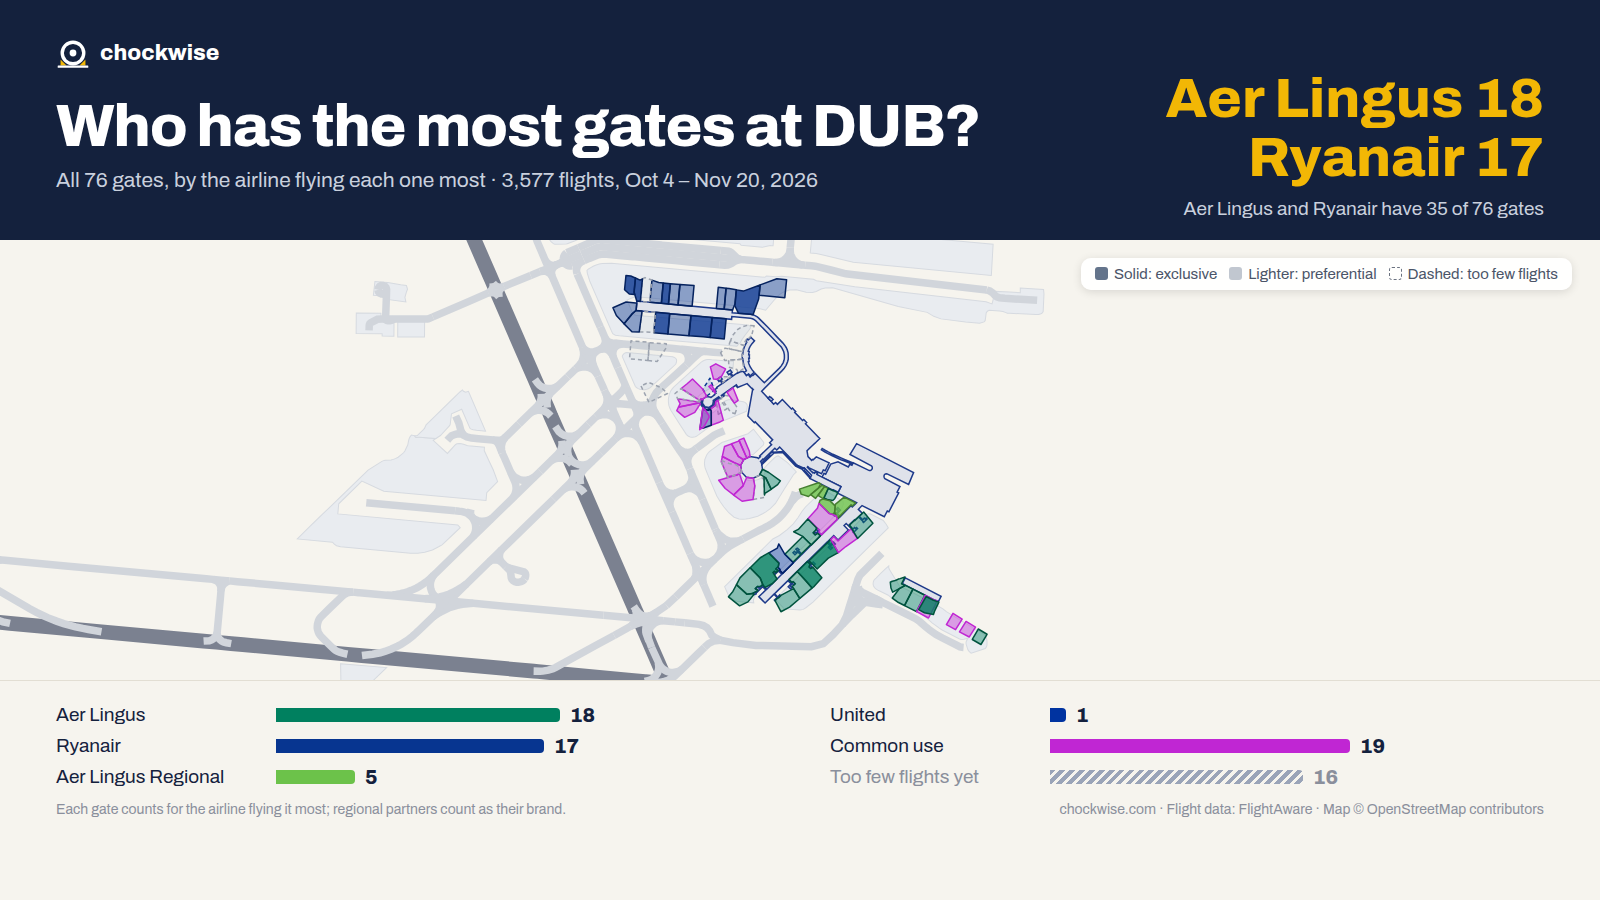 chockwise
Who has the most gates at DUB?
All 76 gates, by the airline flying each one most · 3,577 flights, Oct 4 – Nov 20, 2026
Aer Lingus 18
Ryanair 17
Aer Lingus and Ryanair have 35 of 76 gates
Solid: exclusive Lighter: preferential Dashed: too few flights
Aer Lingus 18
Ryanair 17
Aer Lingus Regional 5
United 1
Common use 19
Too few flights yet 16
Each gate counts for the airline flying it most; regional partners count as their brand.
chockwise.com · Flight data: FlightAware · Map © OpenStreetMap contributors